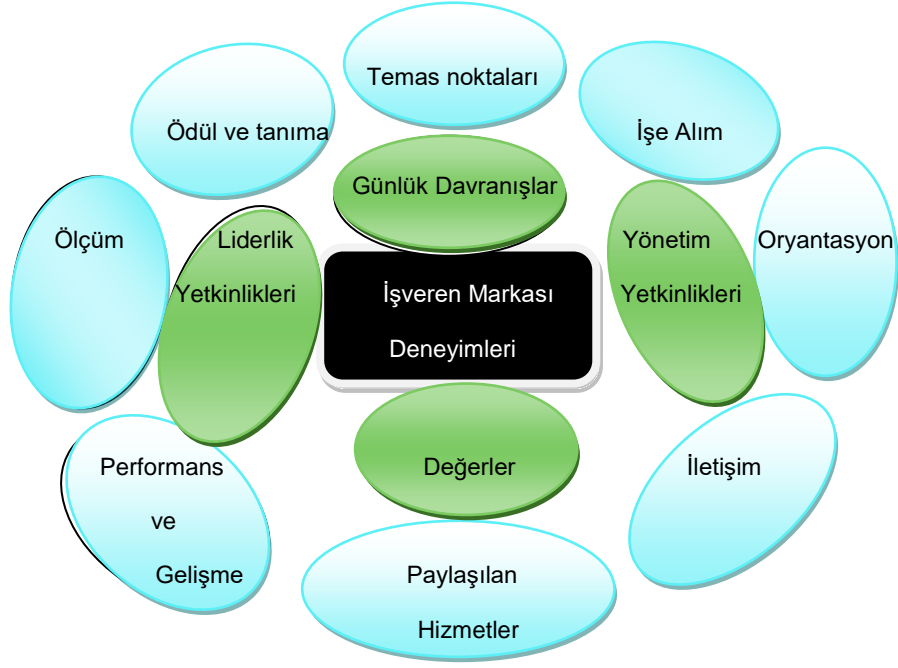 Temas noktaları
Ödül ve tanıma
İşe Alım
Günlük Davranışlar
Ölçüm
Liderlik
Yetkinlikleri
İşveren Markası
Deneyimleri
Yönetim
Yetkinlikleri
Oryantasyon
Performans
ve
Gelişme
Değerler
İletişim
Paylaşılan
Hizmetler